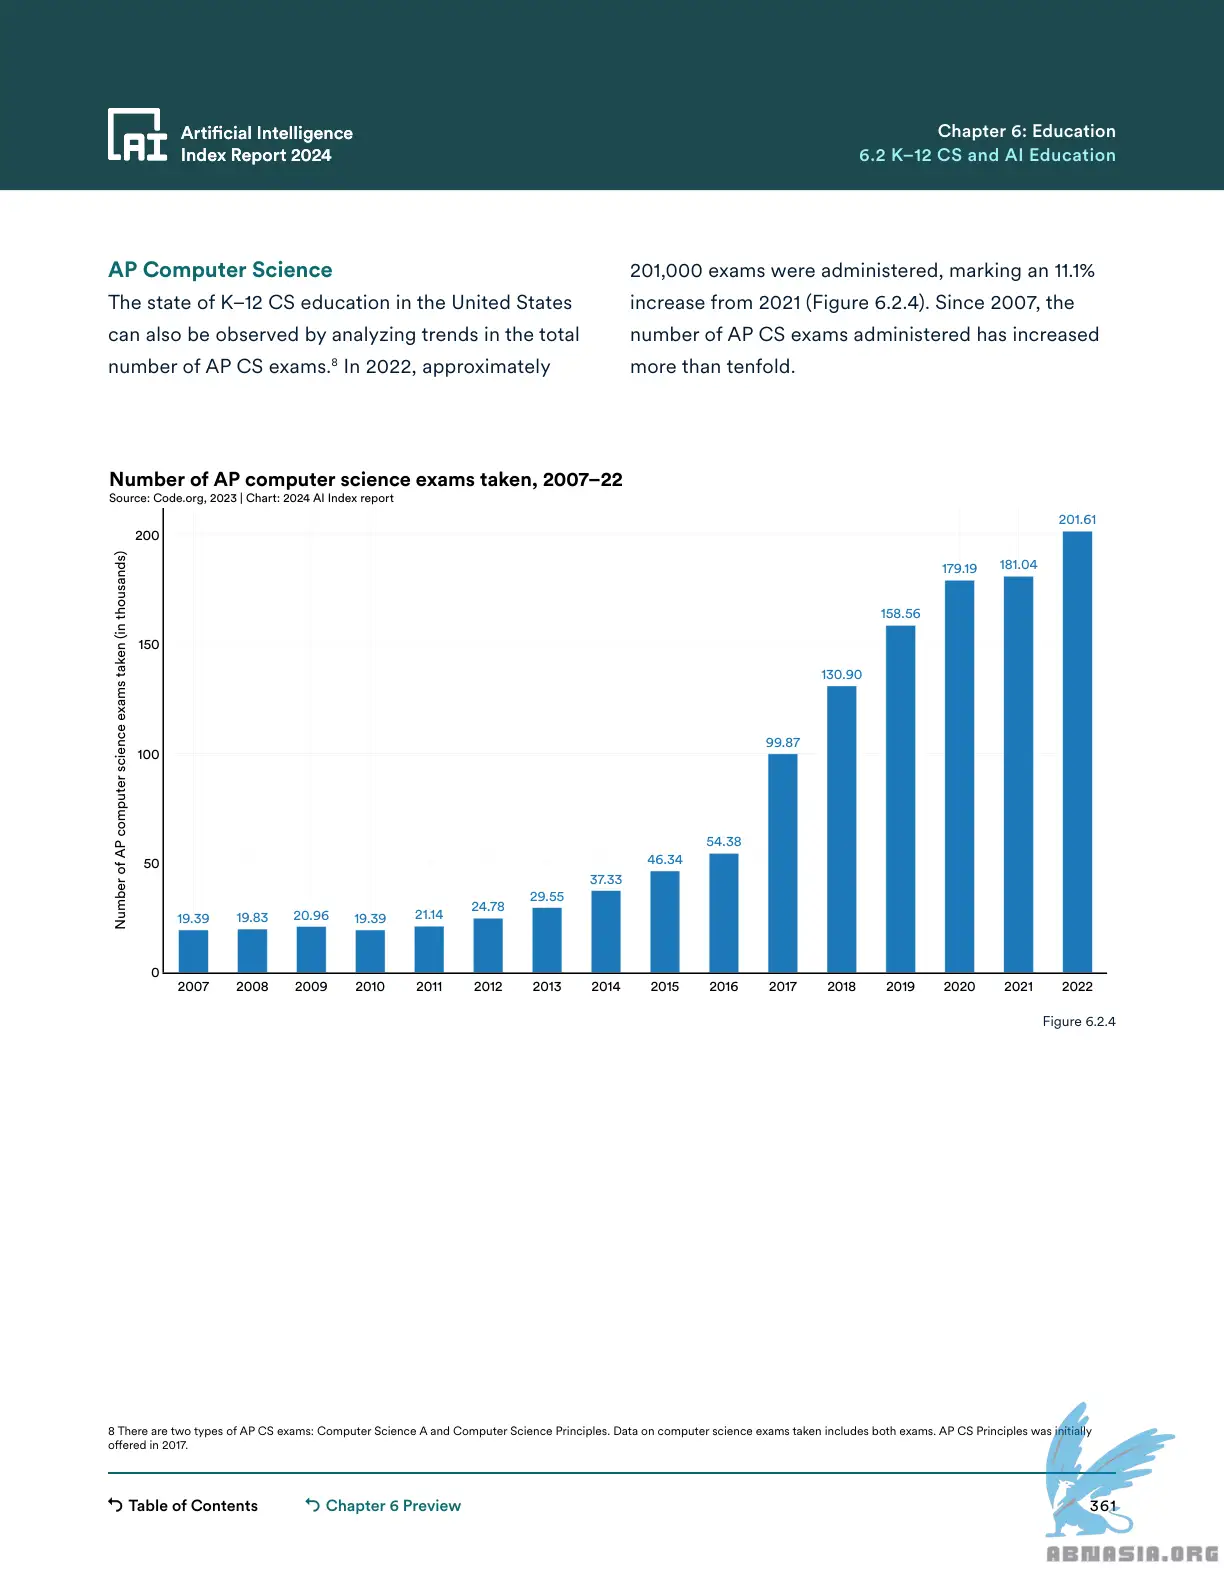 Artificial Intelligence
Index Report 2024
Chapter 6: Education
6.2 K–12 CS and AI Education
AP Computer Science
The state of K–12 CS education in the United States
can also be observed by analyzing trends in the total
number of AP CS exams.⁸ In 2022, approximately
201,000 exams were administered, marking an 11.1%
increase from 2021 (Figure 6.2.4). Since 2007, the
number of AP CS exams administered has increased
more than tenfold.
Number of AP computer science exams taken, 2007–22
Source: Code.org, 2023 | Chart: 2024 AI Index report
Number of AP computer science exams taken (in thousands)
200
150
100
50
0
19.39
19.83
20.96
19.39
21.14
24.78
29.55
37.33
46.34
54.38
99.87
130.90
158.56
179.19
181.04
201.61
2007 2008 2009 2010 2011 2012 2013 2014 2015 2016 2017 2018 2019 2020 2021 2022
Figure 6.2.4
8 There are two types of AP CS exams: Computer Science A and Computer Science Principles. Data on computer science exams taken includes both exams. AP CS Principles was initially
offered in 2017.
Table of Contents
Chapter 6 Preview
361
ABNASIA.ORG